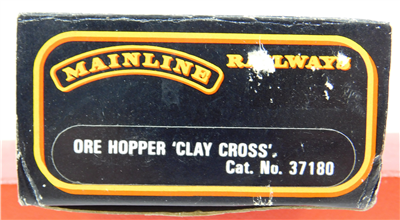 MAINLINE RAILWAYS
ORE HOPPER 'CLAY CROSS'.
Cat. No. 37180